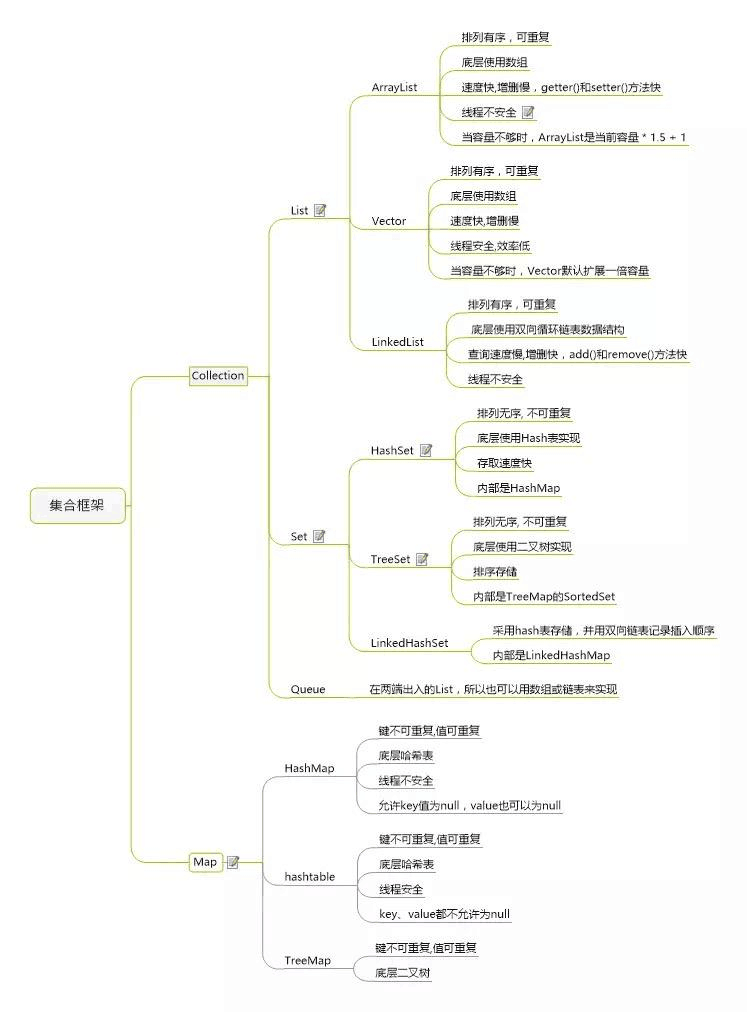 集合框架
Collection
List
ArrayList
排列有序，可重复
底层使用数组
速度快,增删慢，getter()和setter()方法快
线程不安全
当容量不够时，ArrayList是当前容量 * 1.5 + 1
Vector
排列有序，可重复
底层使用数组
速度快,增删慢
线程安全,效率低
当容量不够时，Vector默认扩展一倍容量
LinkedList
排列有序，可重复
底层使用双向循环链表数据结构
查询速度慢,增删快，add()和remove()方法快
线程不安全
Set
HashSet
排列无序, 不可重复
底层使用Hash表实现
存取速度快
内部是HashMap
TreeSet
排列无序, 不可重复
底层使用二叉树实现
排序存储
内部是TreeMap的SortedSet
LinkedHashSet
采用hash表存储，并用双向链表记录插入顺序
内部是LinkedHashMap
Queue
在两端出入的List，所以也可以用数组或链表来实现
Map
HashMap
键不可重复,值可重复
底层哈希表
线程不安全
允许key值为null，value也可以为null
hashtable
键不可重复,值可重复
底层哈希表
线程安全
key、value都不允许为null
TreeMap
键不可重复,值可重复
底层二叉树